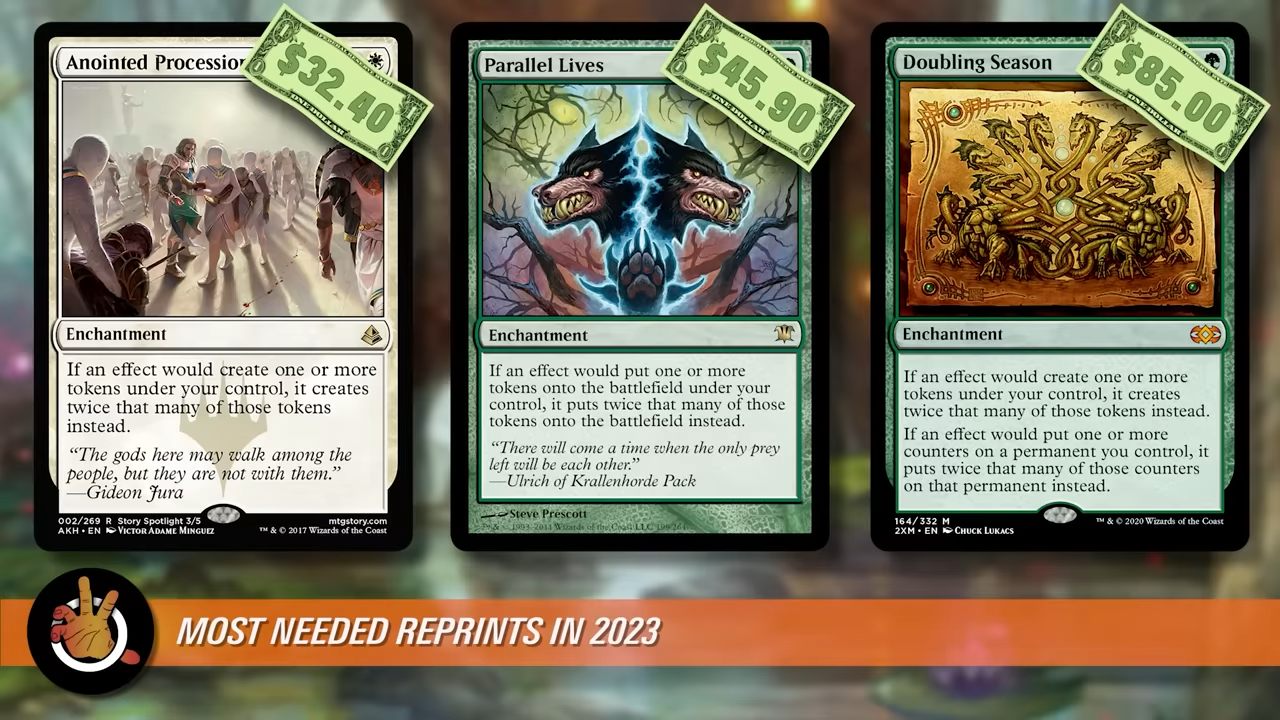 Anointed Procession
$32.40
Enchantment
If an effect would create one or more
tokens under your control, it creates
twice that many of those tokens
instead.
“The gods here may walk among the
people, but they are not with them.”
—Gideon Jura
002/269 R Story Spotlight 3/5
mtgstory.com
AKH • EN Victor Adame Minguez
™ & © 2017 Wizards of the Coast
Parallel Lives
$45.90
Enchantment
If an effect would put one or more
tokens onto the battlefield under your
control, it puts twice that many of those
tokens onto the battlefield instead.
“There will come a time when the only prey
left will be each other.”
—Ulrich of Krallenhorde Pack
Steve Prescott
Doubling Season
$85.00
Enchantment
If an effect would create one or more
tokens under your control, it creates
twice that many of those tokens instead.
If an effect would put one or more
counters on a permanent you control, it
puts twice that many of those counters
on that permanent instead.
164/332 M
™ & © 2020 Wizards of the Coast
2XM • EN Chuck Lukacs
MOST NEEDED REPRINTS IN 2023